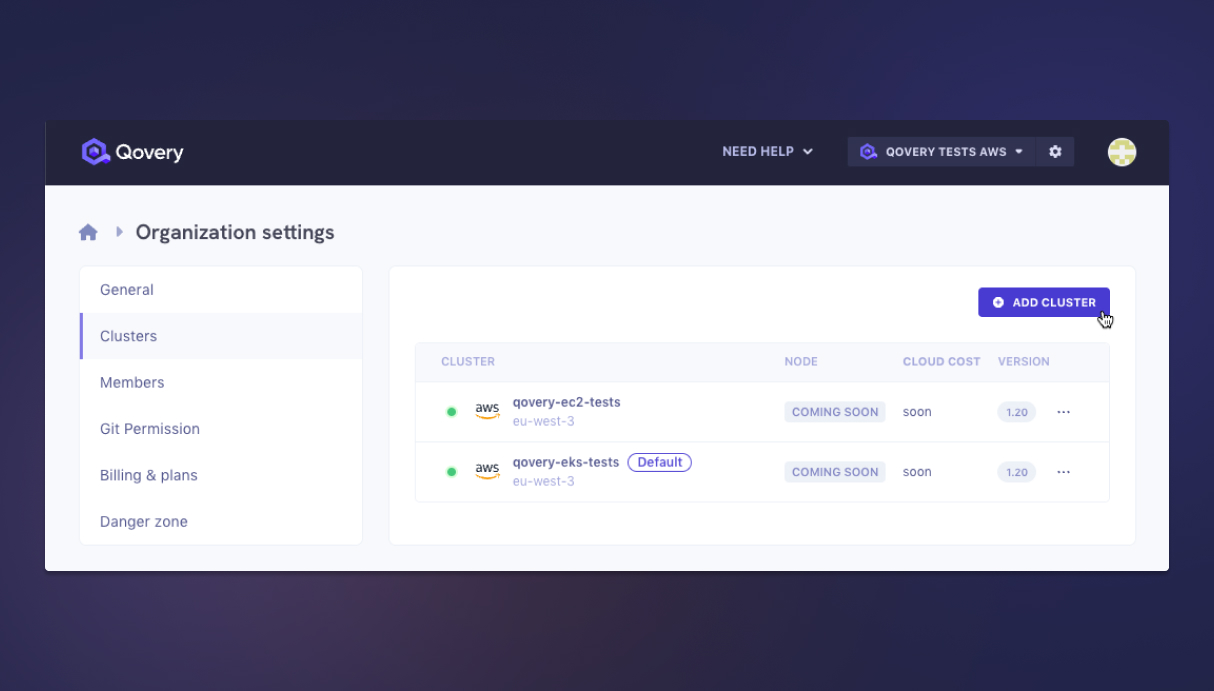 Qovery
NEED HELP
QOVERY TESTS AWS
Organization settings
General
Clusters
Members
Git Permission
Billing & plans
Danger zone
ADD CLUSTER
CLUSTER NODE CLOUD COST VERSION
aws qovery-ec2-tests COMING SOON soon 1.20 ...
eu-west-3
aws qovery-eks-tests Default COMING SOON soon 1.20 ...
eu-west-3